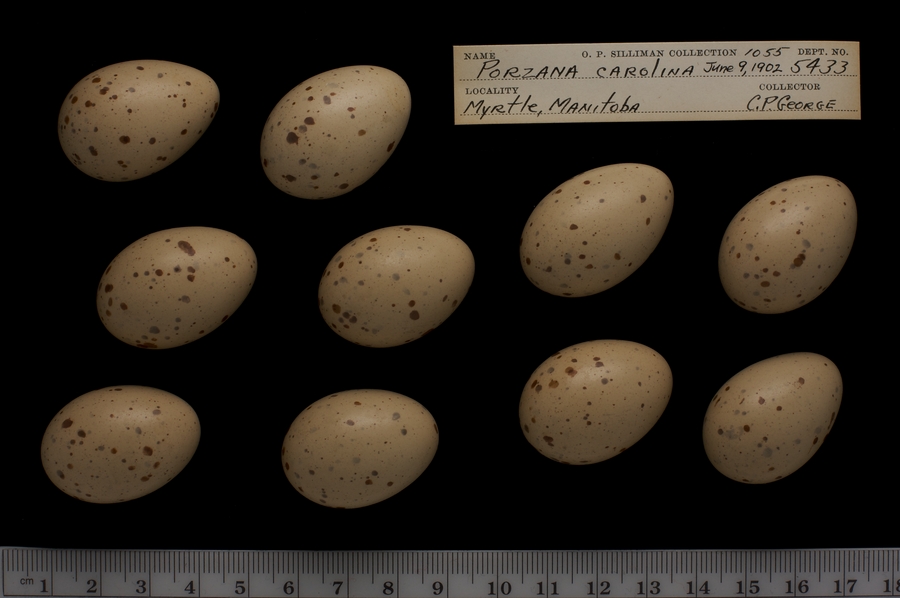 NAME O. P. SILLIMAN COLLECTION 1055 DEPT. NO.
PORZANA CAROLINA June 9, 1902 5433
LOCALITY COLLECTOR
Myrtle, Manitoba C.P. George
cm 1 2 3 4 5 6 7 8 9 10 11 12 13 14 15 16 17 18